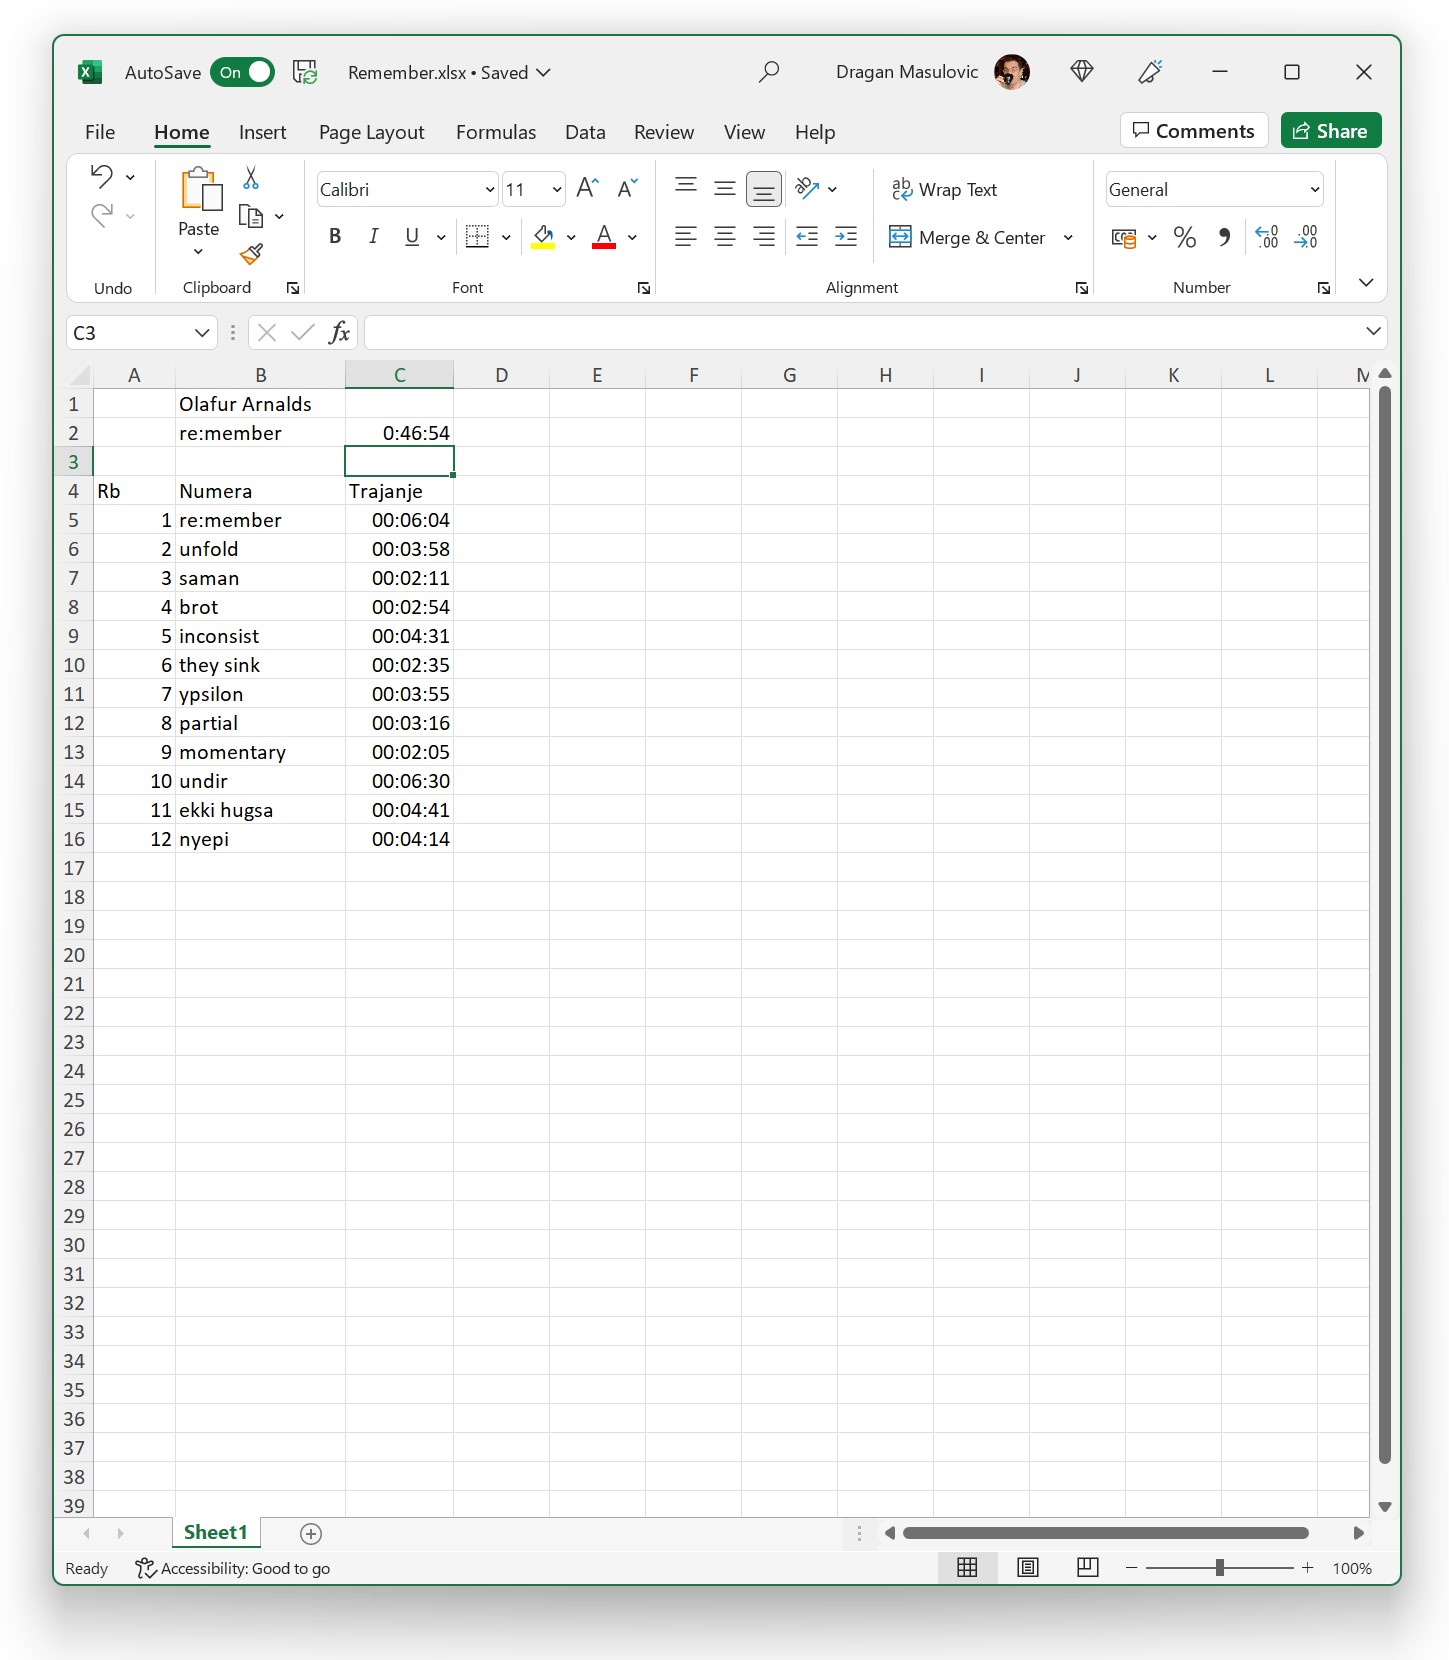 AutoSave On Remember.xlsx • Saved Dragan Masulovic
File Home Insert Page Layout Formulas Data Review View Help Comments Share
Paste Calibri 11 Wrap Text General
B I U A Merge & Center % .00
Undo Clipboard Font Alignment Number
C3 fx
A B C D E F G H I J K L M
1 Olafur Arnalds
2 re:member 0:46:54
3
4 Rb Numera Trajanje
5 1 re:member 00:06:04
6 2 unfold 00:03:58
7 3 saman 00:02:11
8 4 brot 00:02:54
9 5 inconsist 00:04:31
10 6 they sink 00:02:35
11 7 ypsilon 00:03:55
12 8 partial 00:03:16
13 9 momentary 00:02:05
14 10 undir 00:06:30
15 11 ekki hugsa 00:04:41
16 12 nyepi 00:04:14
17
18
19
20
21
22
23
24
25
26
27
28
29
30
31
32
33
34
35
36
37
38
39
Sheet1
Ready Accessibility: Good to go 100%